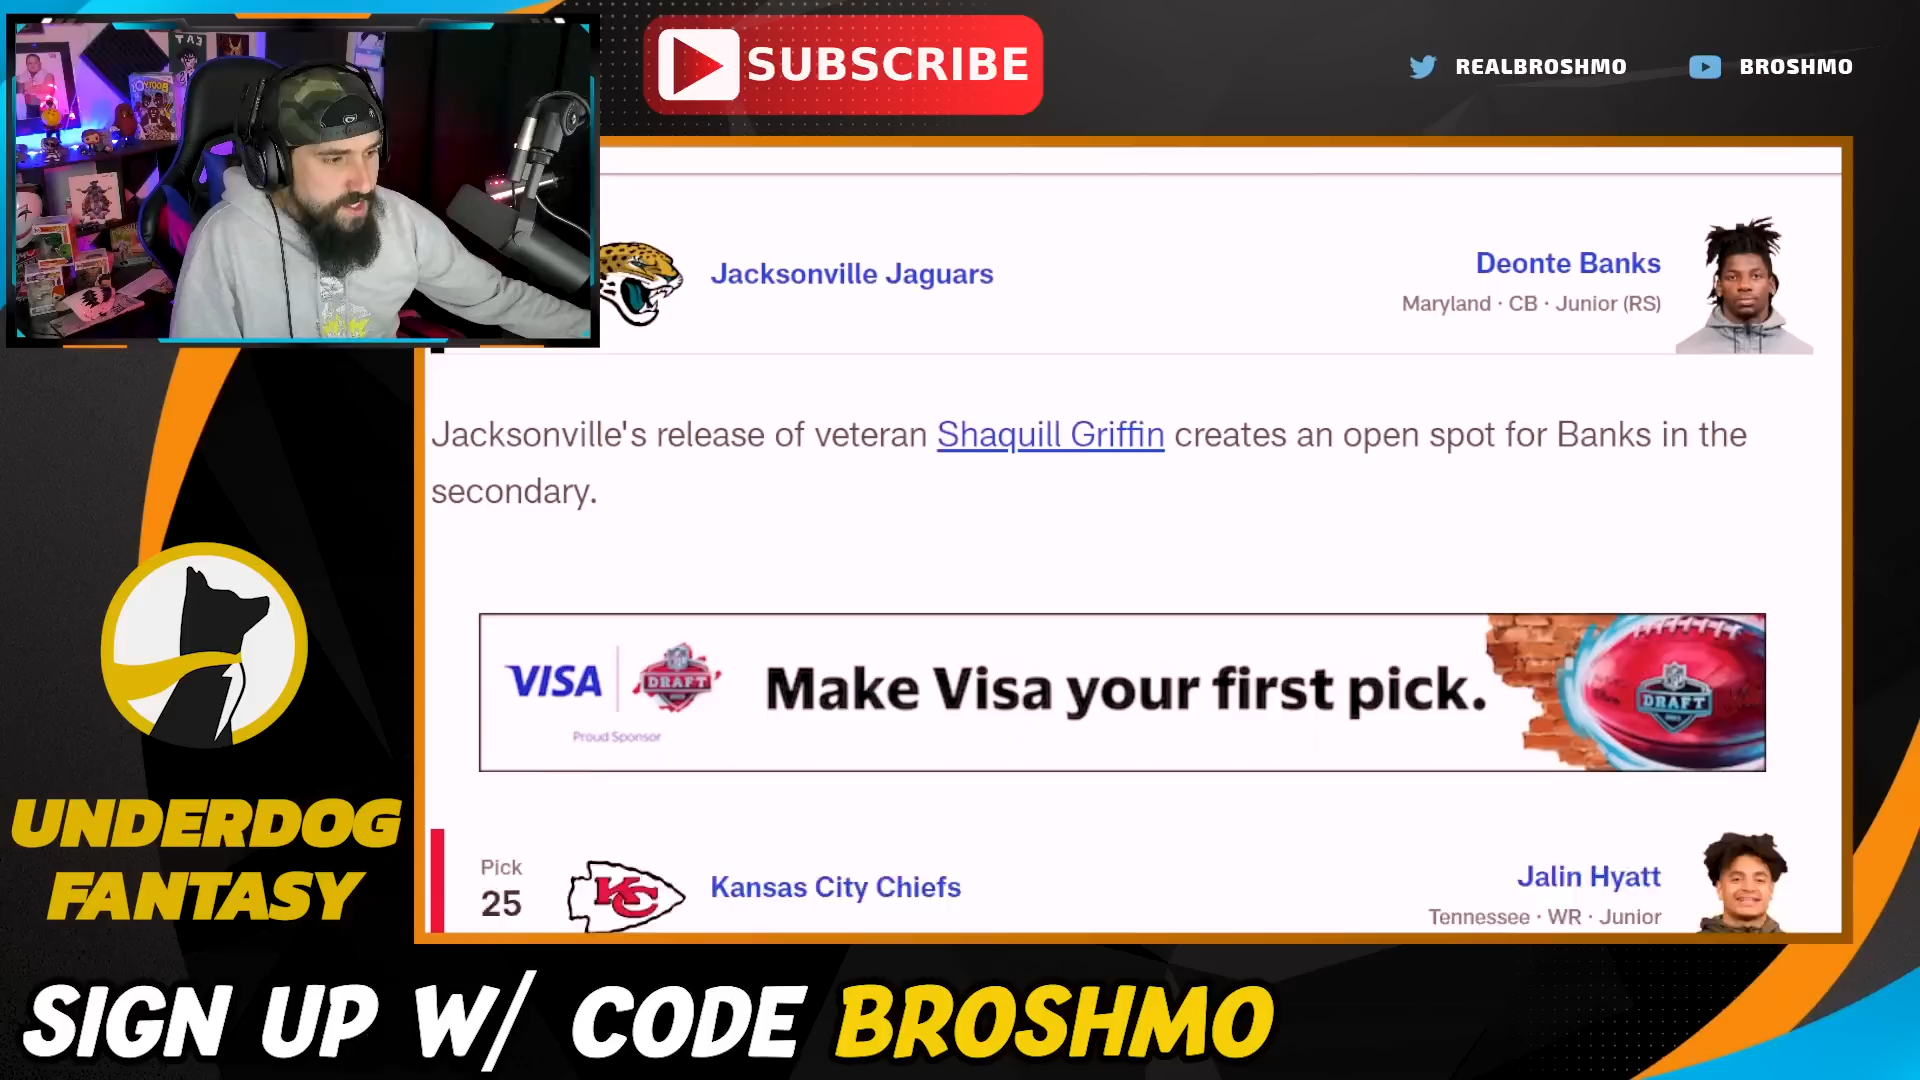 SUBSCRIBE
REALBROSHMO
BROSHMO
Jacksonville Jaguars
Deonte Banks
Maryland · CB · Junior (RS)
Jacksonville's release of veteran Shaquill Griffin creates an open spot for Banks in the
secondary.
VISA
DRAFT
Proud Sponsor
Make Visa your first pick.
DRAFT
Pick
25
KC
Kansas City Chiefs
Jalin Hyatt
Tennessee · WR · Junior
UNDERDOG
FANTASY
SIGN UP W/ CODE BROSHMO